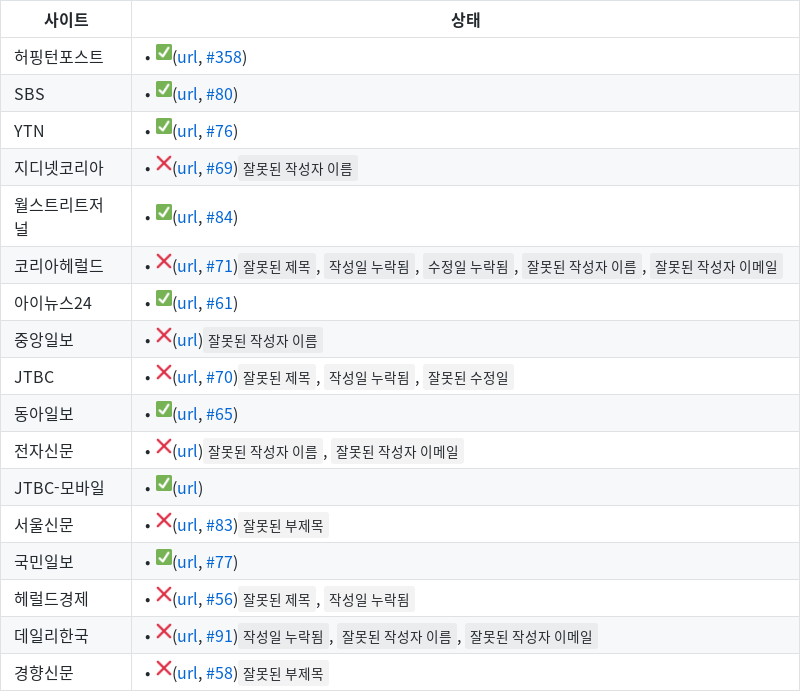 사이트 상태
허핑턴포스트 • ✅(url, #358)
SBS • ✅(url, #80)
YTN • ✅(url, #76)
지디넷코리아 • ❌(url, #69) 잘못된 작성자 이름
월스트리트저
널 • ✅(url, #84)
코리아헤럴드 • ❌(url, #71) 잘못된 제목 , 작성일 누락됨 , 수정일 누락됨 , 잘못된 작성자 이름 , 잘못된 작성자 이메일
아이뉴스24 • ✅(url, #61)
중앙일보 • ❌(url) 잘못된 작성자 이름
JTBC • ❌(url, #70) 잘못된 제목 , 작성일 누락됨 , 잘못된 수정일
동아일보 • ✅(url, #65)
전자신문 • ❌(url) 잘못된 작성자 이름 , 잘못된 작성자 이메일
JTBC-모바일 • ✅(url)
서울신문 • ❌(url, #83) 잘못된 부제목
국민일보 • ✅(url, #77)
헤럴드경제 • ❌(url, #56) 잘못된 제목 , 작성일 누락됨
데일리한국 • ❌(url, #91) 작성일 누락됨 , 잘못된 작성자 이름 , 잘못된 작성자 이메일
경향신문 • ❌(url, #58) 잘못된 부제목